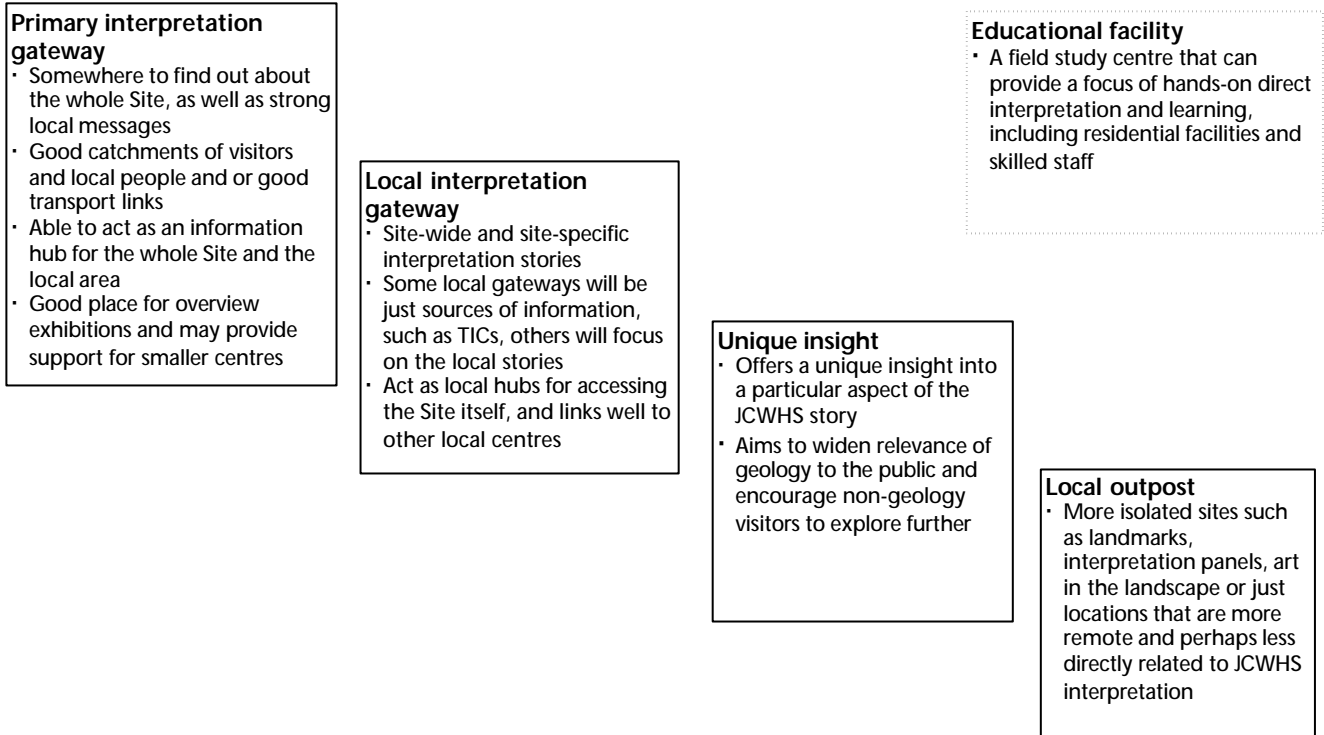 Primary interpretation
gateway
· Somewhere to find out about
the whole Site, as well as strong
local messages
· Good catchments of visitors
and local people and or good
transport links
· Able to act as an information
hub for the whole Site and the
local area
· Good place for overview
exhibitions and may provide
support for smaller centres
Local interpretation
gateway
· Site-wide and site-specific
interpretation stories
· Some local gateways will be
just sources of information,
such as TICs, others will focus
on the local stories
· Act as local hubs for accessing
the Site itself, and links well to
other local centres
Unique insight
· Offers a unique insight into
a particular aspect of the
JCWHS story
· Aims to widen relevance of
geology to the public and
encourage non-geology
visitors to explore further
Educational facility
· A field study centre that can
provide a focus of hands-on direct
interpretation and learning,
including residential facilities and
skilled staff
Local outpost
· More isolated sites such
as landmarks,
interpretation panels, art
in the landscape or just
locations that are more
remote and perhaps less
directly related to JCWHS
interpretation